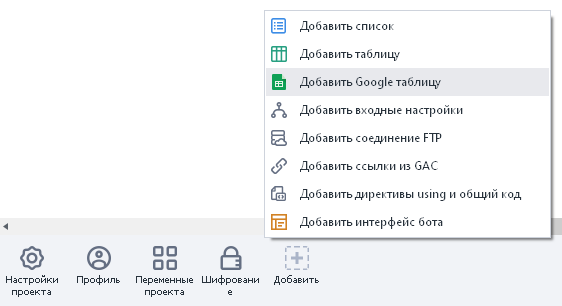 Добавить список
Добавить таблицу
Добавить Google таблицу
Добавить входные настройки
Добавить соединение FTP
Добавить ссылки из GAC
Добавить директивы using и общий код
Добавить интерфейс бота
Настройки
проекта
Профиль
Переменные
проекта
Шифровани
е
Добавить